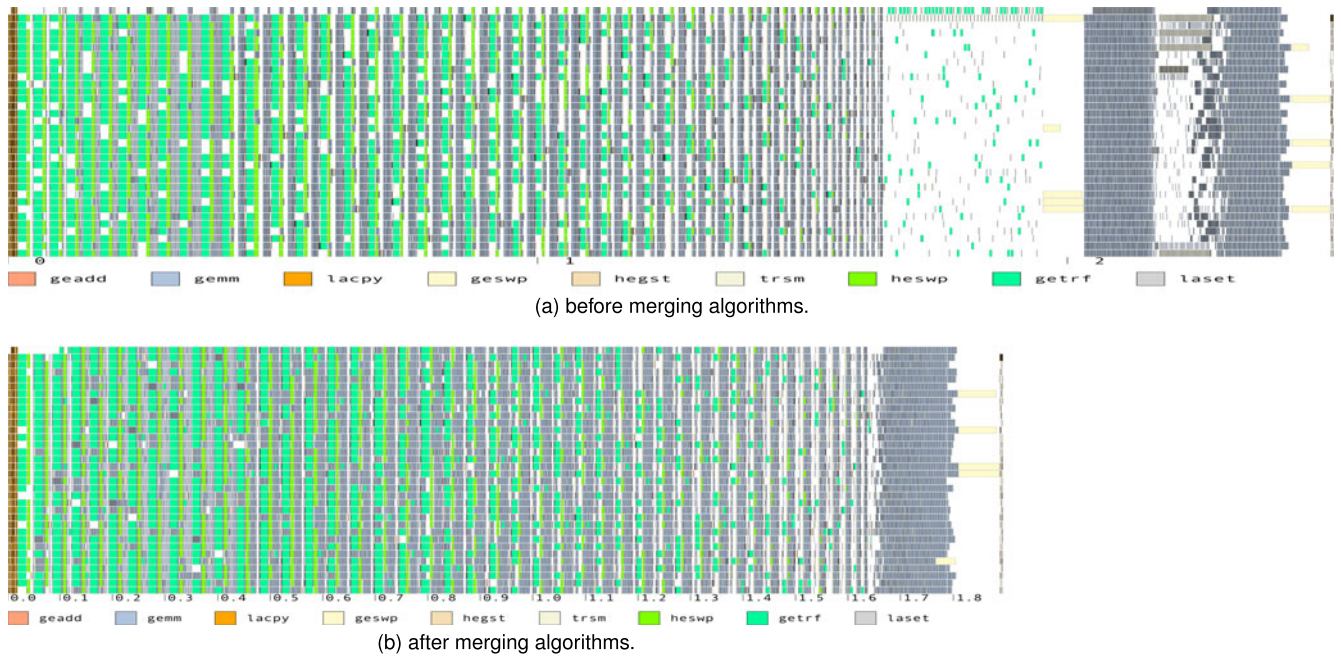 0 1 2
geadd gemm lacpy geswp hegst trsm heswp getrf laset
(a) before merging algorithms.
0.0 0.1 0.2 0.3 0.4 0.5 0.6 0.7 0.8 0.9 1.0 1.1 1.2 1.3 1.4 1.5 1.6 1.7 1.8
geadd gemm lacpy geswp hegst trsm heswp getrf laset
(b) after merging algorithms.